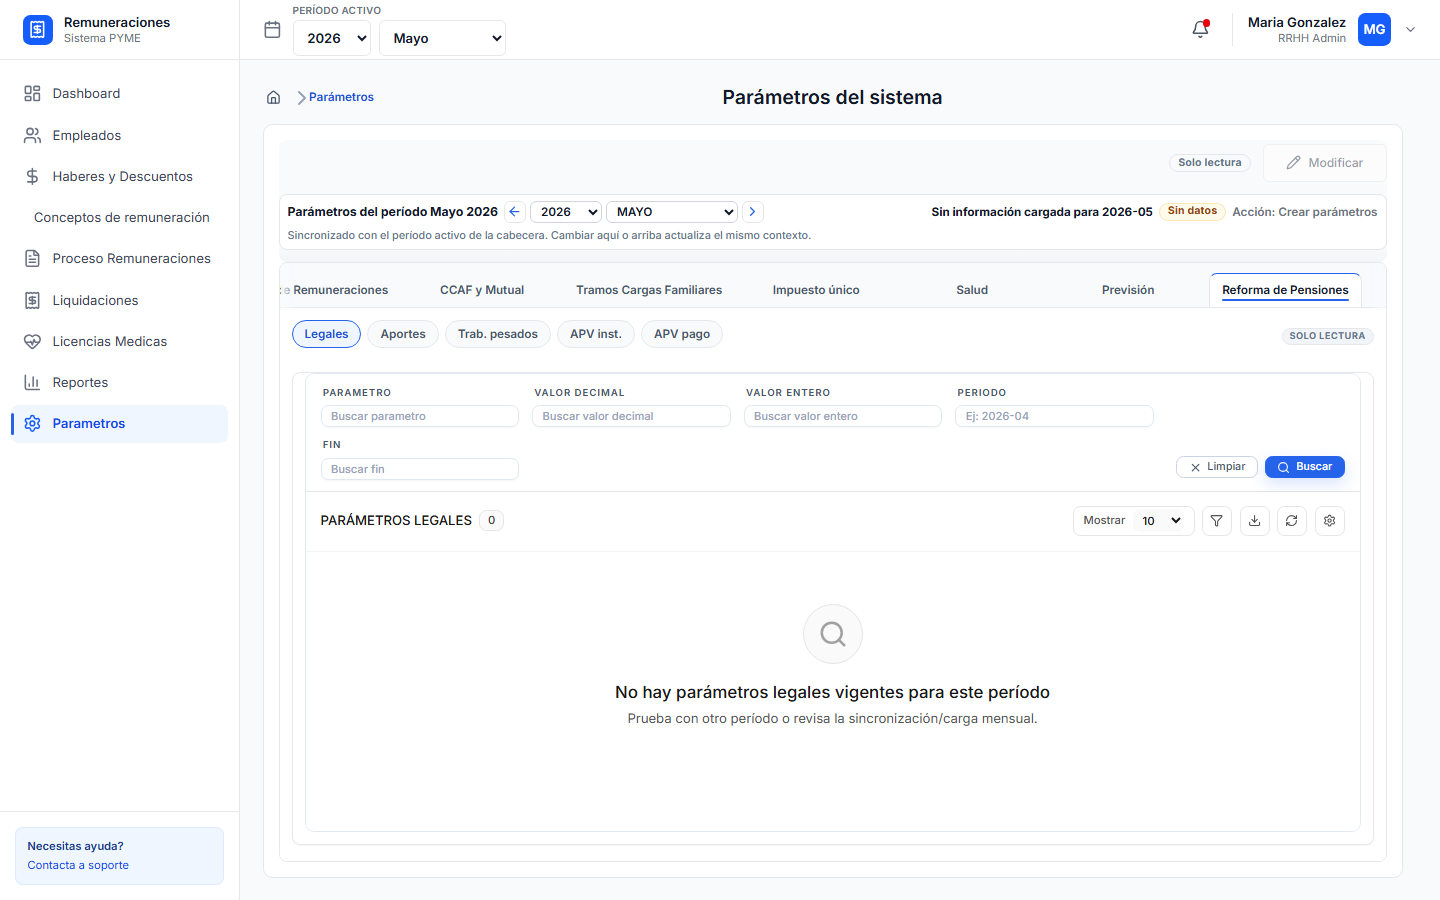 Remuneraciones
Sistema PYME
PERÍODO ACTIVO
2026
Mayo
Maria Gonzalez
RRHH Admin
MG
Dashboard
Empleados
Haberes y Descuentos
Conceptos de remuneración
Proceso Remuneraciones
Liquidaciones
Licencias Medicas
Reportes
Parametros
Necesitas ayuda?
Contacta a soporte
Parámetros
Parámetros del sistema
Solo lectura
Modificar
Parámetros del período Mayo 2026
2026
MAYO
Sin información cargada para 2026-05
Sin datos
Acción: Crear parámetros
Sincronizado con el período activo de la cabecera. Cambiar aquí o arriba actualiza el mismo contexto.
e Remuneraciones
CCAF y Mutual
Tramos Cargas Familiares
Impuesto único
Salud
Previsión
Reforma de Pensiones
Legales
Aportes
Trab. pesados
APV inst.
APV pago
SOLO LECTURA
PARAMETRO
VALOR DECIMAL
VALOR ENTERO
PERIODO
Buscar parametro
Buscar valor decimal
Buscar valor entero
Ej: 2026-04
FIN
Buscar fin
Limpiar
Buscar
PARÁMETROS LEGALES
0
Mostrar
10
No hay parámetros legales vigentes para este período
Prueba con otro período o revisa la sincronización/carga mensual.